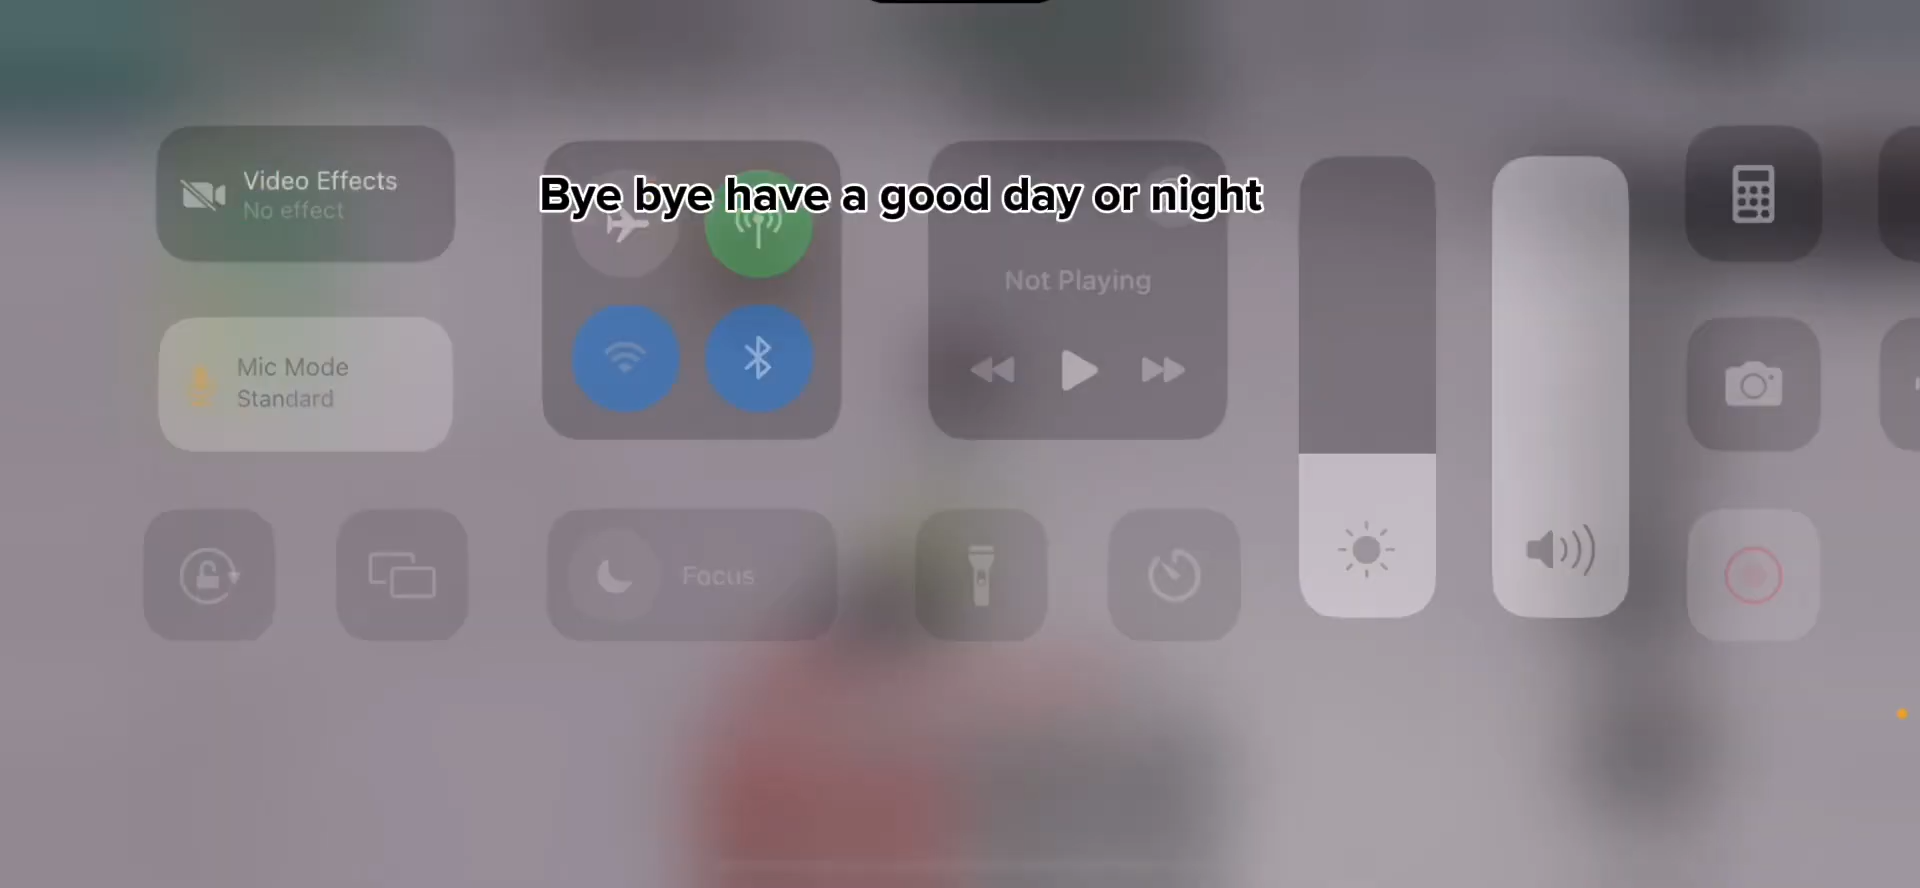 Video Effects
No effect
Bye bye have a good day or night
Not Playing
Mic Mode
Standard
Focus